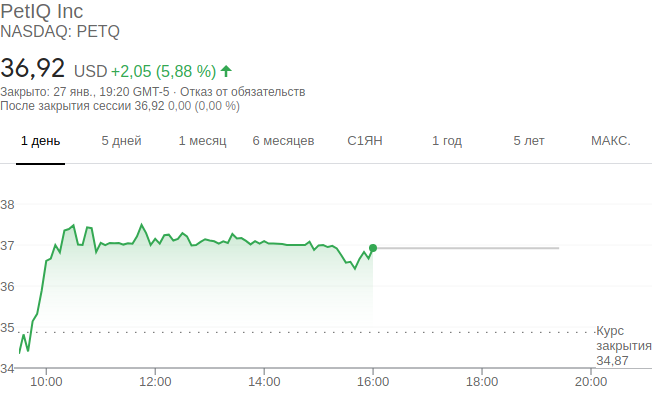 PetIQ Inc
NASDAQ: PETQ
36,92 USD +2,05 (5,88 %)
Закрыто: 27 янв., 19:20 GMT-5 · Отказ от обязательств
После закрытия сессии 36,92 0,00 (0,00 %)
1 день 5 дней 1 месяц 6 месяцев С1ЯН 1 год 5 лет МАКС.
38
37
36
35
Курс
закрытия
34,87
34
10:00 12:00 14:00 16:00 18:00 20:00